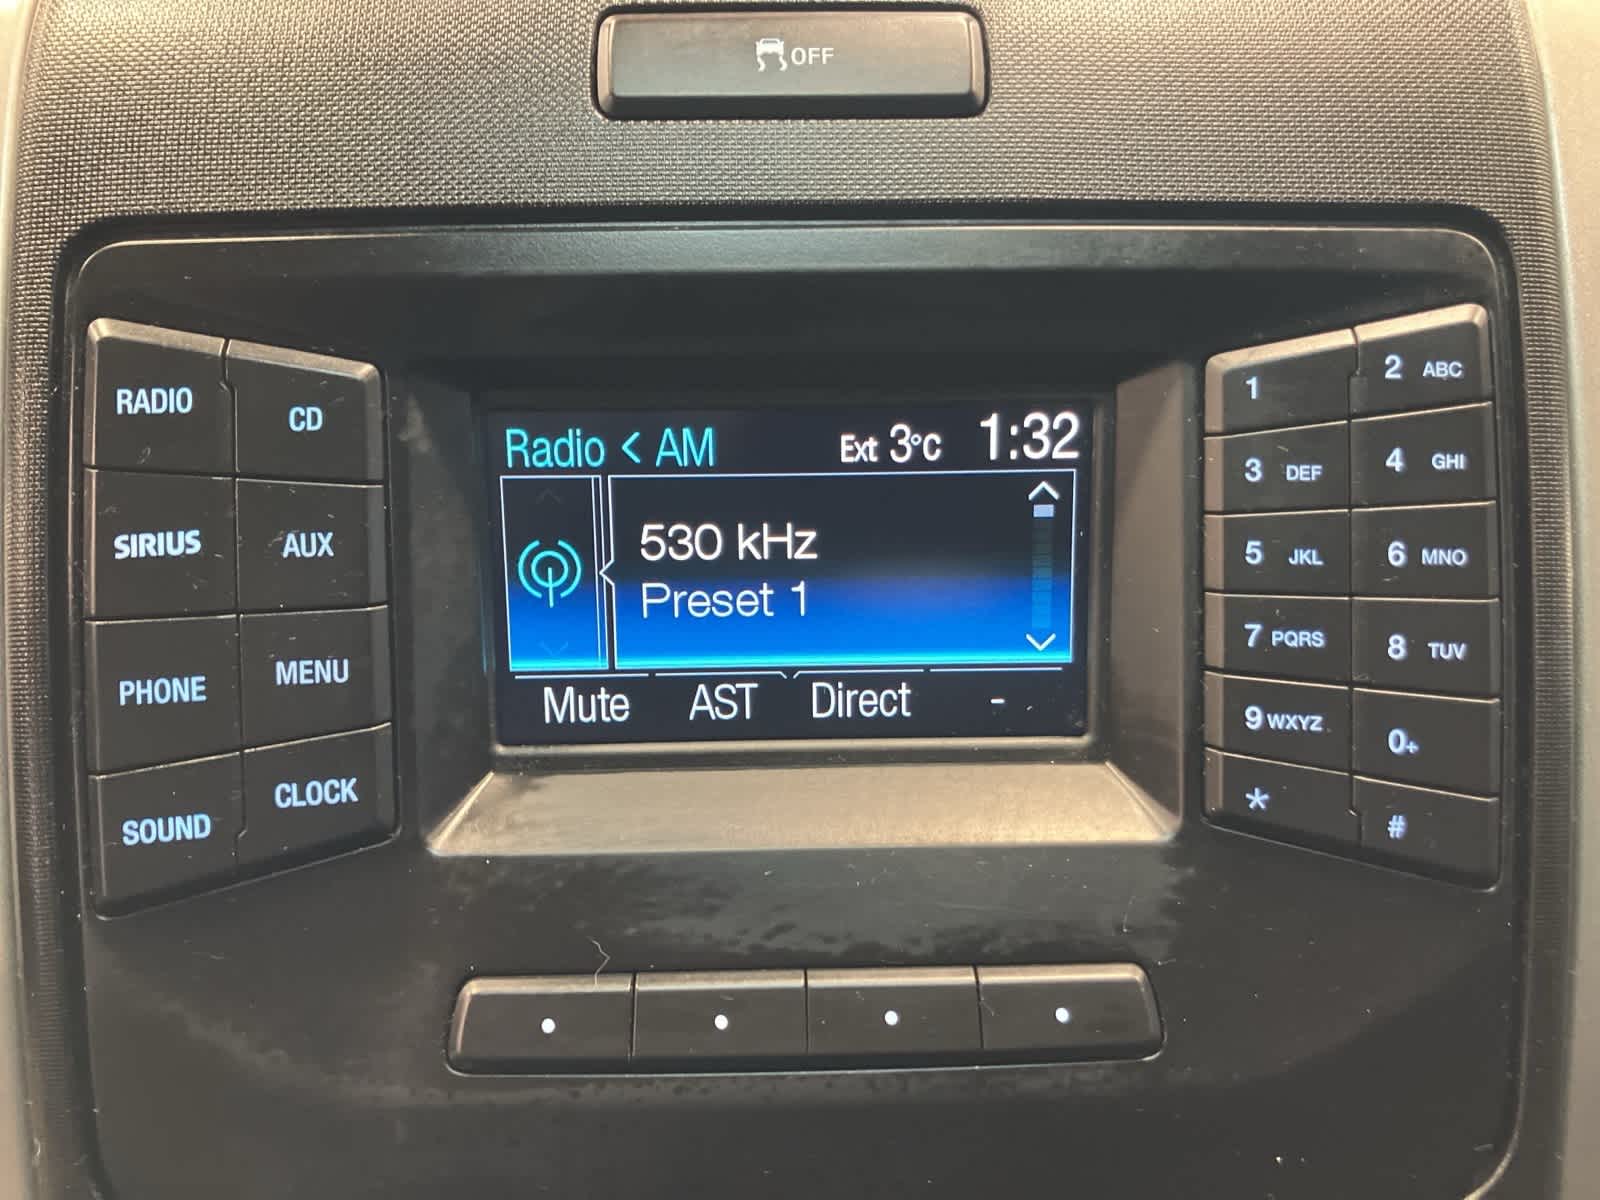 OFF
RADIO
CD
SIRIUS
AUX
PHONE
MENU
SOUND
CLOCK
Radio < AM Ext 3°C 1:32
530 kHz
Preset 1
Mute AST Direct -
1
2 ABC
3 DEF
4 GHI
5 JKL
6 MNO
7 PQRS
8 TUV
9 WXYZ
0+
*
#